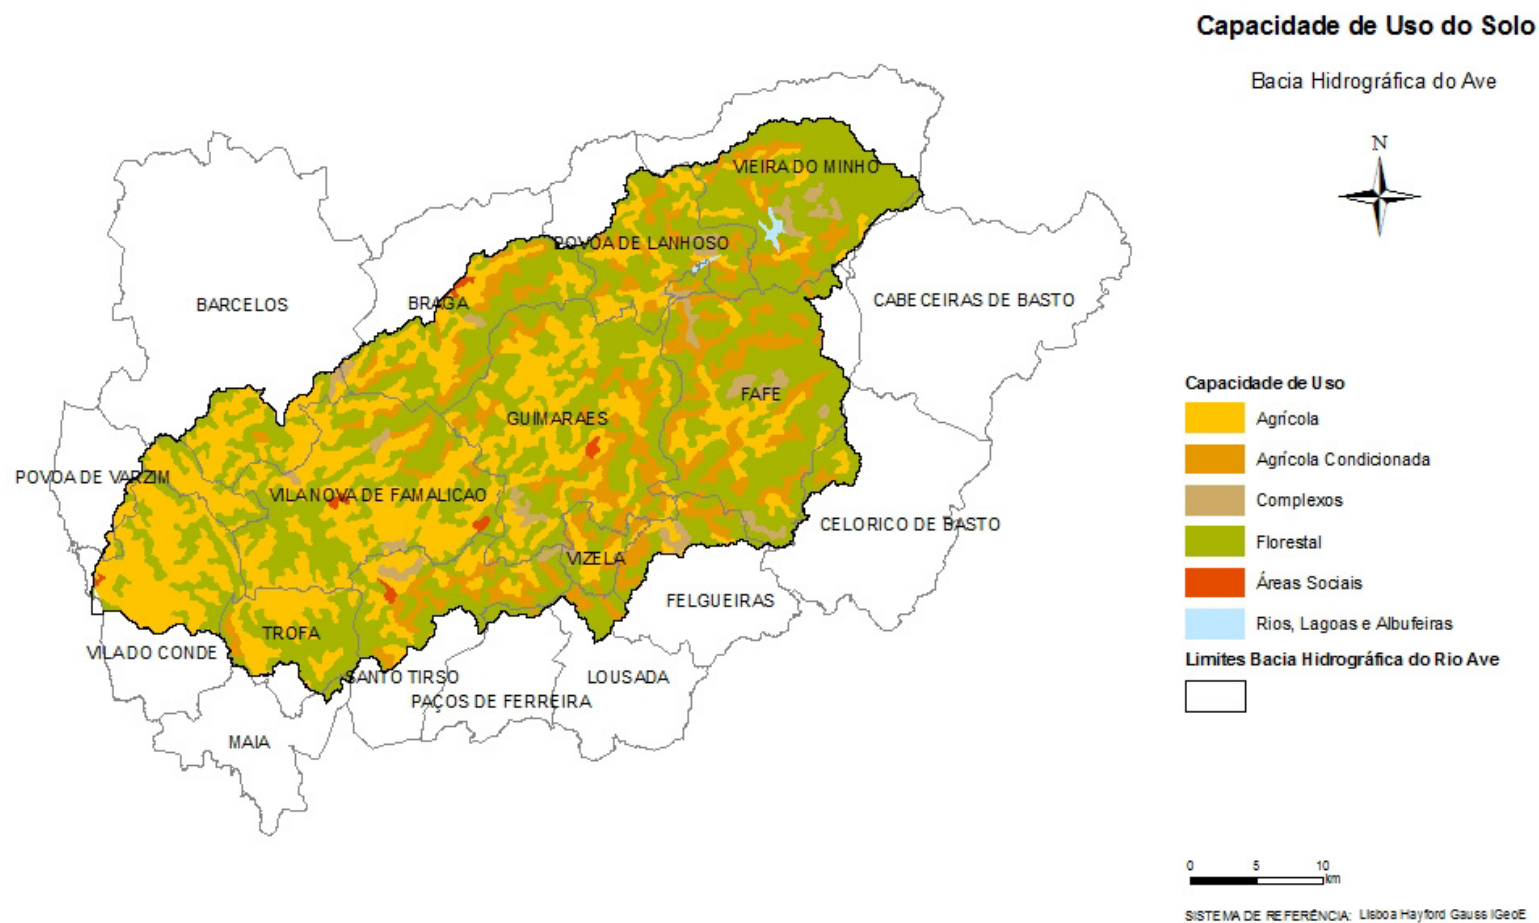 Capacidade de Uso do Solo
Bacia Hidrográfica do Ave
N
VIEIRA DO MINHO
POVOA DE LANHOSO
BARCELOS
BRAGA
CABECEIRAS DE BASTO
FAFE
GUIMARAES
POVOA DE VARZIM
VILA NOVA DE FAMALICAO
CELORICO DE BASTO
VIZELA
FELGUEIRAS
TROFA
VILA DO CONDE
SANTO TIRSO
LOUSADA
PAÇOS DE FERREIRA
MAIA
Capacidade de Uso
Agrícola
Agrícola Condicionada
Complexos
Florestal
Áreas Sociais
Rios, Lagoas e Albufeiras
Limites Bacia Hidrográfica do Rio Ave
0 5 10
km
SISTEMA DE REFERÊNCIA: Lisboa Hayford Gauss IGeoE